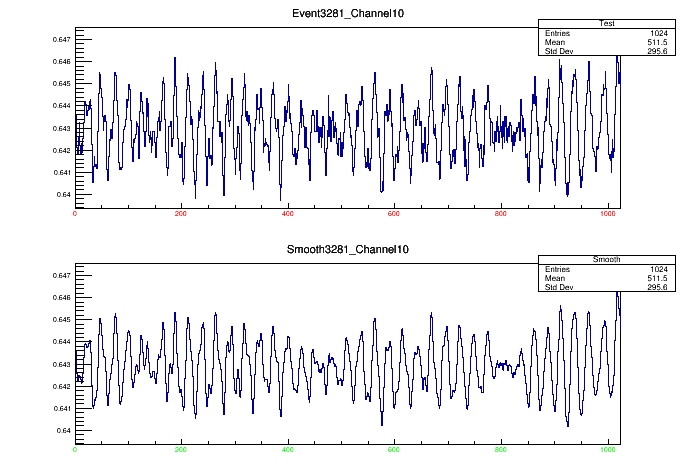 Event3281_Channel10
Test
Entries 1024
Mean 511.5
Std Dev 295.6
0.647
0.646
0.645
0.644
0.643
0.642
0.641
0.64
0 200 400 600 800 1000
Smooth3281_Channel10
Smooth
Entries 1024
Mean 511.5
Std Dev 295.6
0.647
0.646
0.645
0.644
0.643
0.642
0.641
0.64
0 200 400 600 800 1000